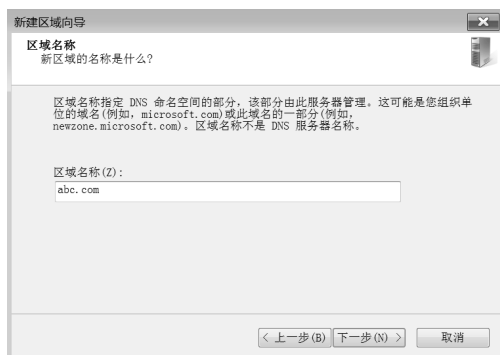 新建区域向导
区域名称
新区域的名称是什么?
区域名称指定 DNS 命名空间的部分，该部分由此服务器管理。这可能是您组织单
位的域名(例如，microsoft.com)或此域名的一部分(例如，
newzone.microsoft.com)。区域名称不是 DNS 服务器名称。
区域名称(Z):
abc.com
< 上一步(B) 下一步(N) > 取消